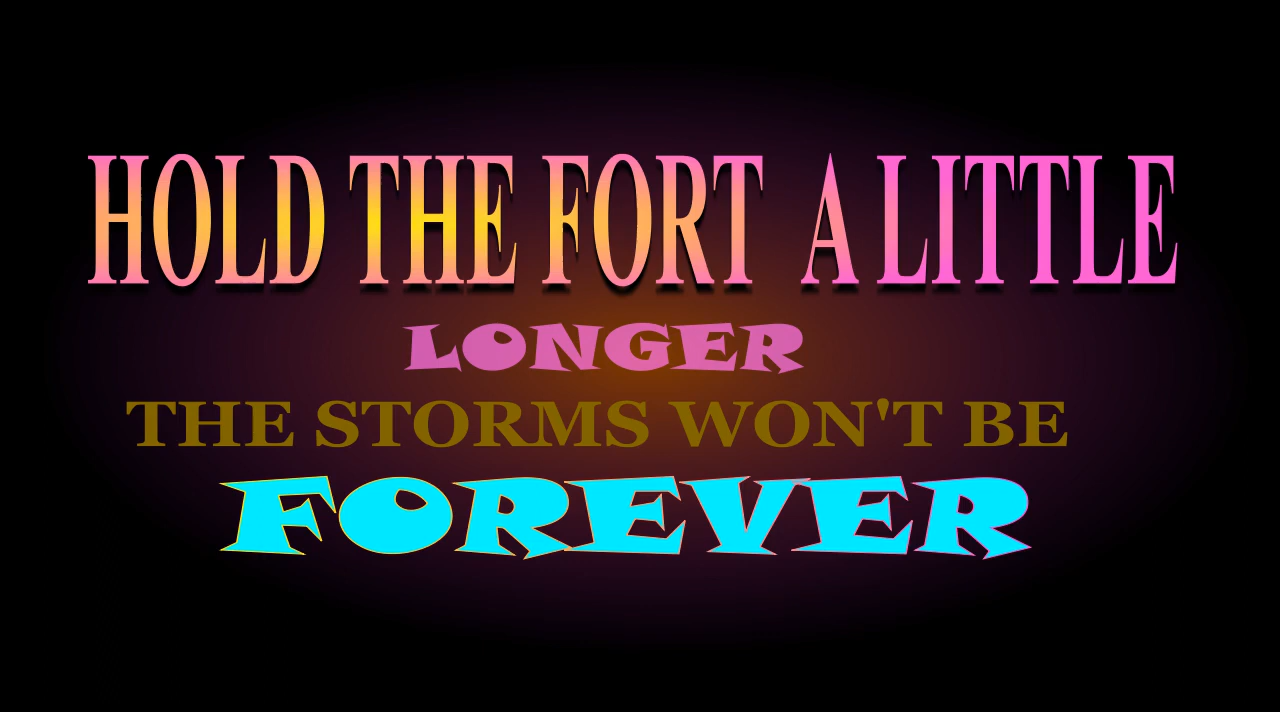 HOLD THE FORT A LITTLE
LONGER
THE STORMS WON'T BE
FOREVER